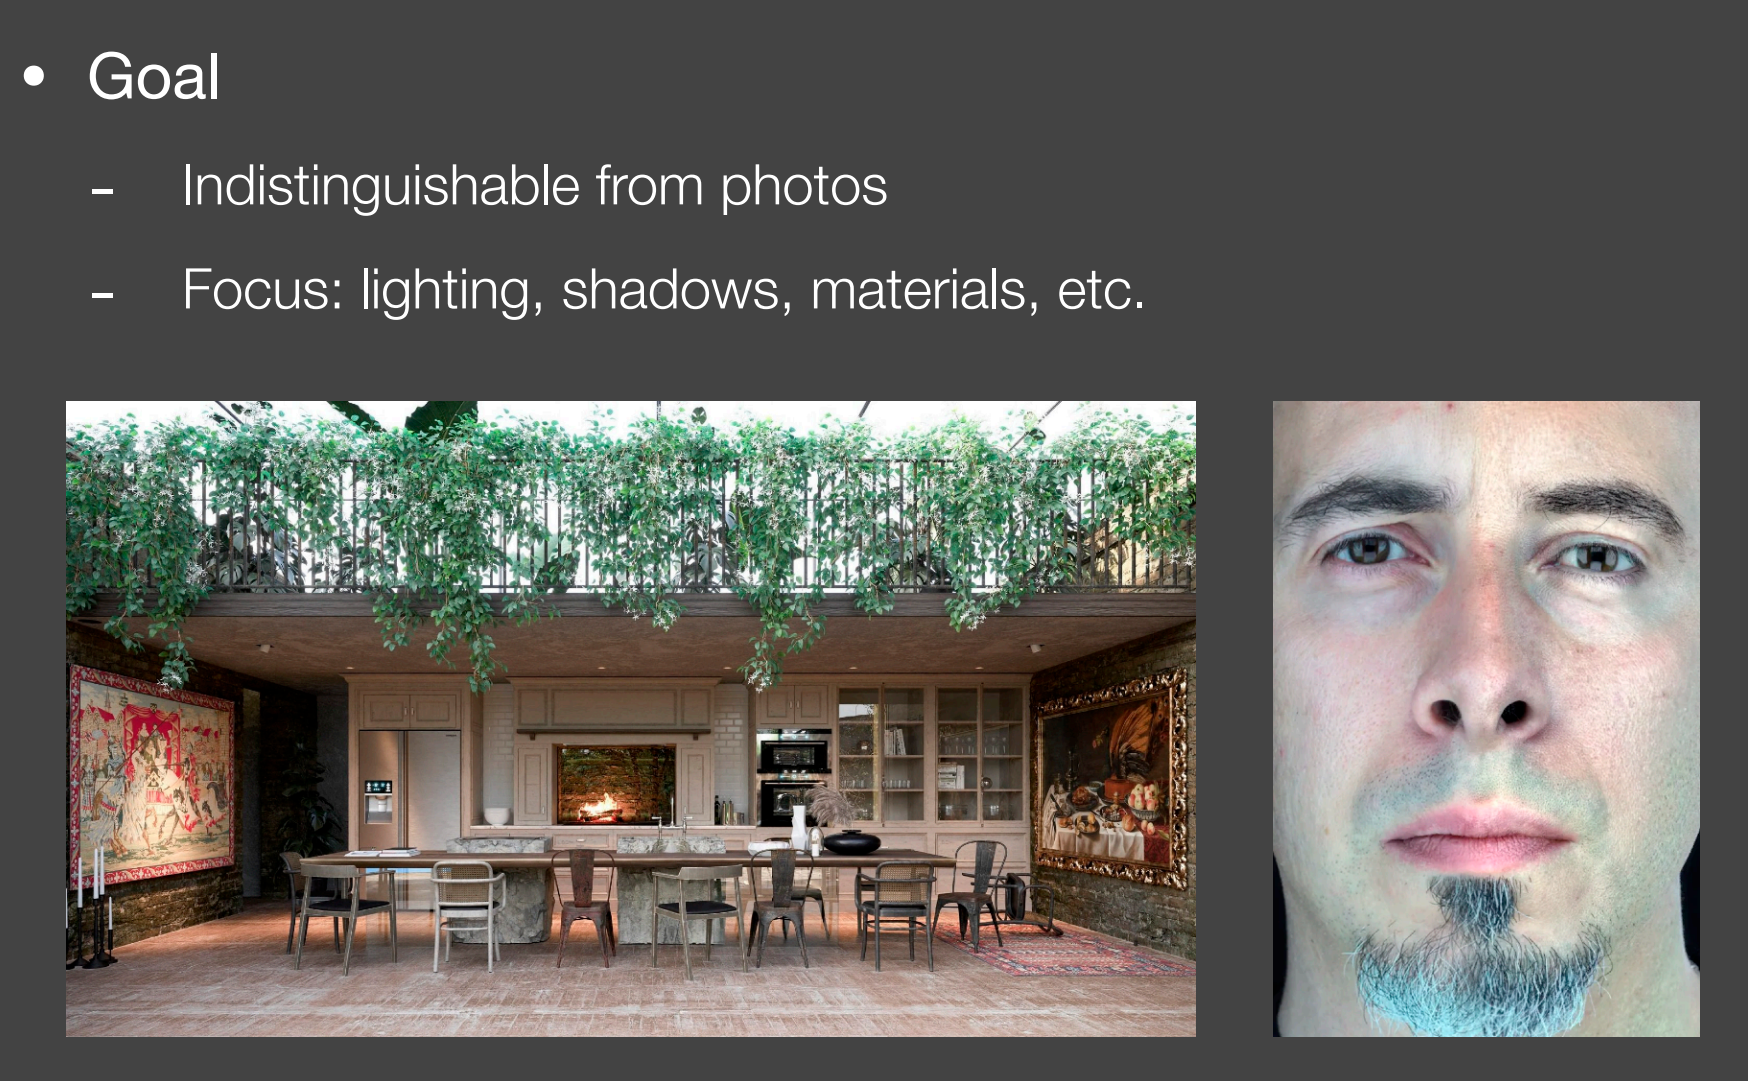 • Goal
- Indistinguishable from photos
- Focus: lighting, shadows, materials, etc.